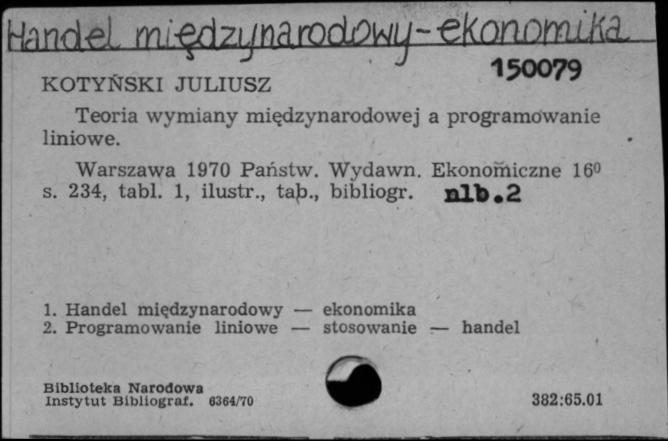 Handel międzynarodowy - ekonomika
150079
KOTYŃSKI JULIUSZ
Teoria wymiany międzynarodowej a programowanie
liniowe.
Warszawa 1970 Państw. Wydawn. Ekonomiczne 16⁰
s. 234, tabl. 1, ilustr., tab., bibliogr. nlb.2
1. Handel międzynarodowy — ekonomika
2. Programowanie liniowe — stosowanie — handel
Biblioteka Narodowa
Instytut Bibliograf. 6364/70
382:65.01